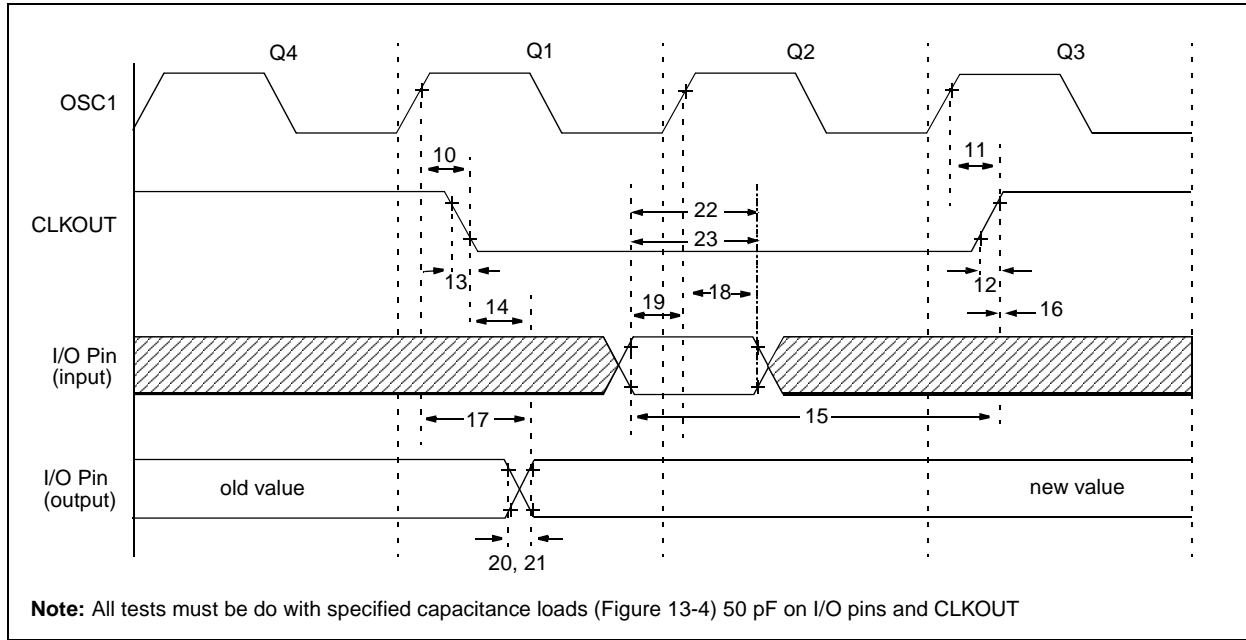 Q4 Q1 Q2 Q3
OSC1
10 11
22
CLKOUT
23
13 12
14 19 18 16
I/O Pin
(input)
17 15
I/O Pin
(output)
old value new value
20, 21
Note: All tests must be do with specified capacitance loads (Figure 13-4) 50 pF on I/O pins and CLKOUT